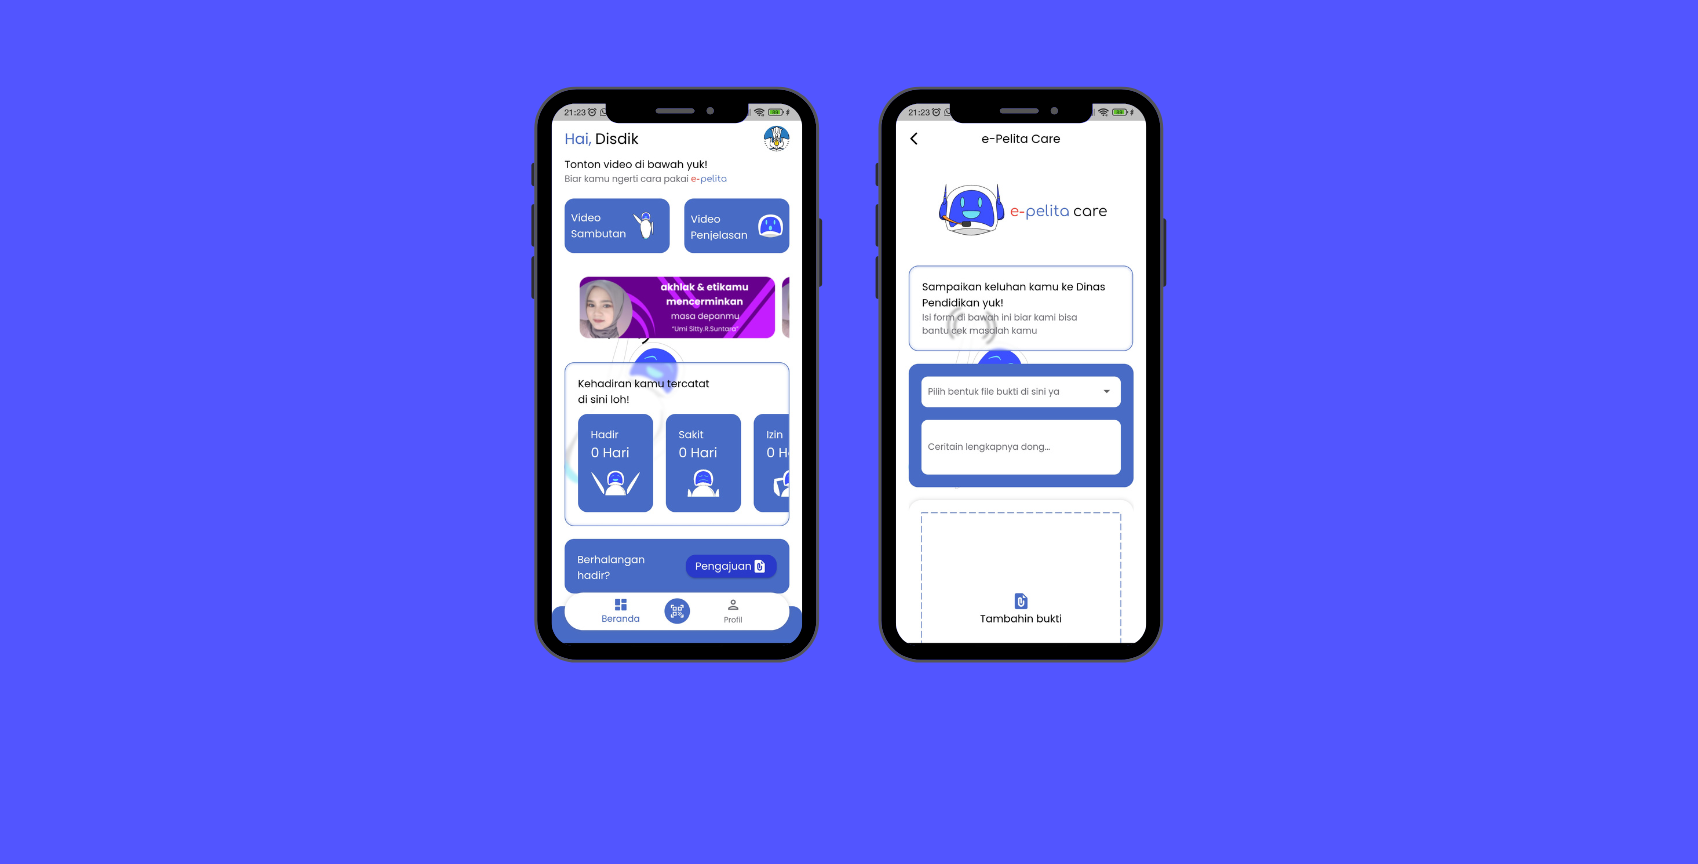 21:23
Hai, Disdik
Tonton video di bawah yuk!
Biar kamu ngerti cara pakai e-pelita
Video
Sambutan
Video
Penjelasan
akhlak & etikamu
mencerminkan
masa depanmu
"Umi Sitty.R.Suntara"
Kehadiran kamu tercatat
di sini loh!
Hadir
0 Hari
Sakit
0 Hari
Izin
0 H
Berhalangan
hadir?
Pengajuan
Beranda
Profil
21:23
e-Pelita Care
e-pelita care
Sampaikan keluhan kamu ke Dinas
Pendidikan yuk!
Isi form di bawah ini biar kami bisa
bantu cek masalah kamu
Pilih bentuk file bukti di sini ya
Ceritain lengkapnya dong...
Tambahin bukti